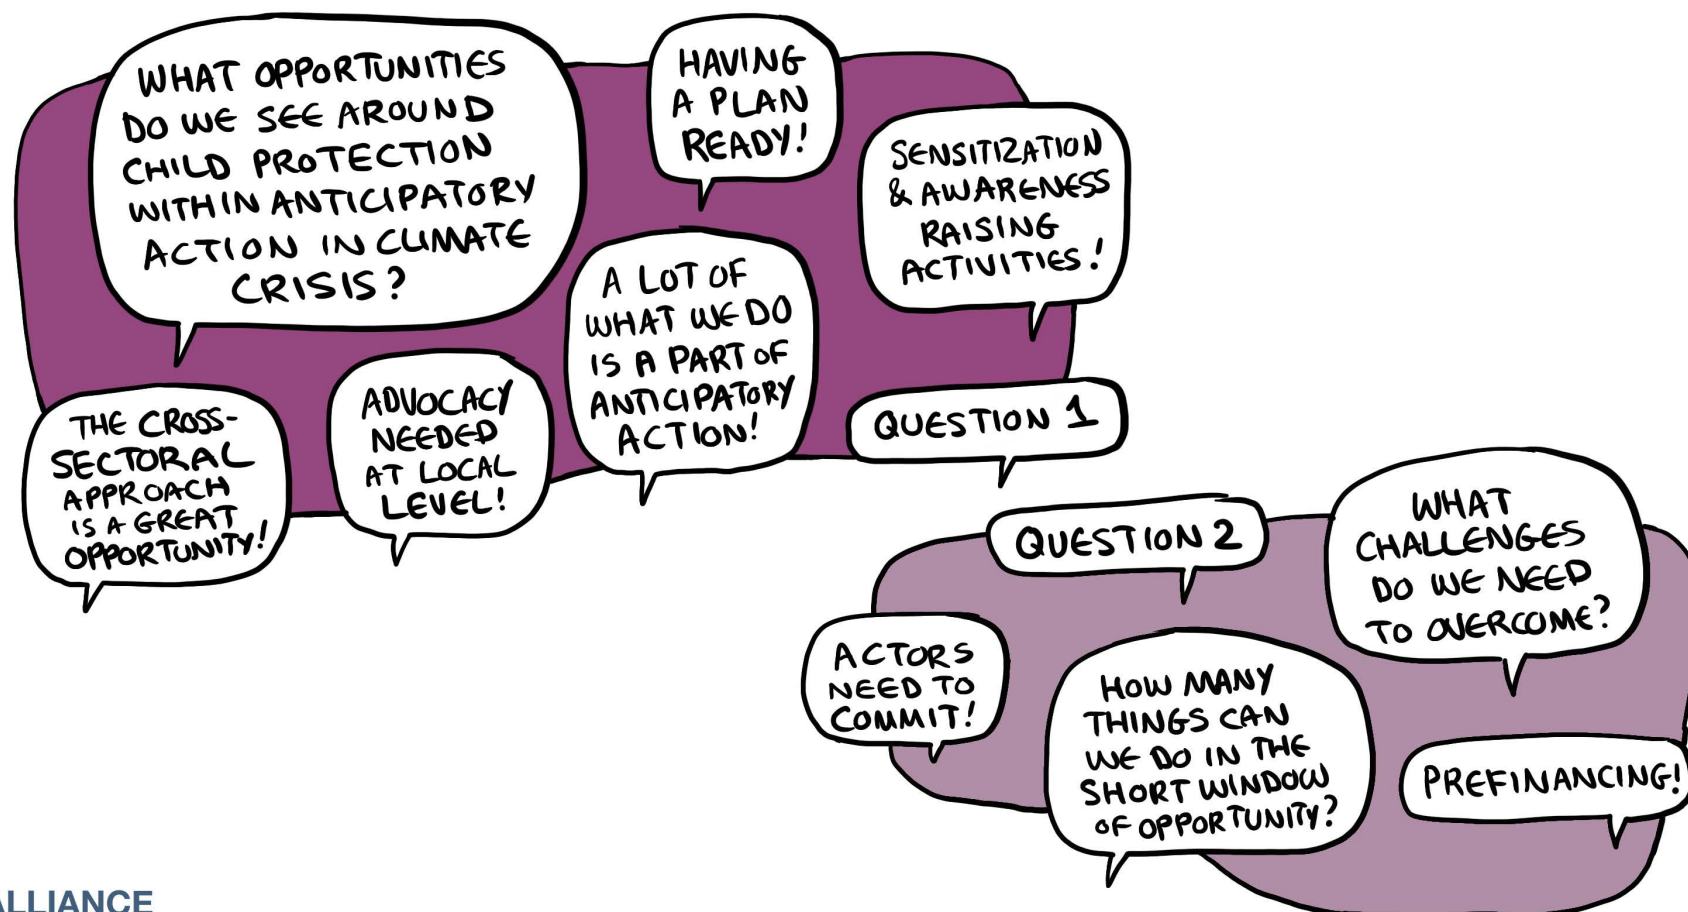 WHAT OPPORTUNITIES
DO WE SEE AROUND
CHILD PROTECTION
WITHIN ANTICIPATORY
ACTION IN CLIMATE
CRISIS?
HAVING
A PLAN
READY!
SENSITIZATION
& AWARENESS
RAISING
ACTIVITIES!
A LOT OF
WHAT WE DO
IS A PART OF
ANTICIPATORY
ACTION!
THE CROSS-
SECTORAL
APPROACH
IS A GREAT
OPPORTUNITY!
ADVOCACY
NEEDED
AT LOCAL
LEVEL!
QUESTION 1
QUESTION 2
WHAT
CHALLENGES
DO WE NEED
TO OVERCOME?
ACTORS
NEED TO
COMMIT!
HOW MANY
THINGS CAN
WE DO IN THE
SHORT WINDOW
OF OPPORTUNITY?
PREFINANCING!
ALLIANCE